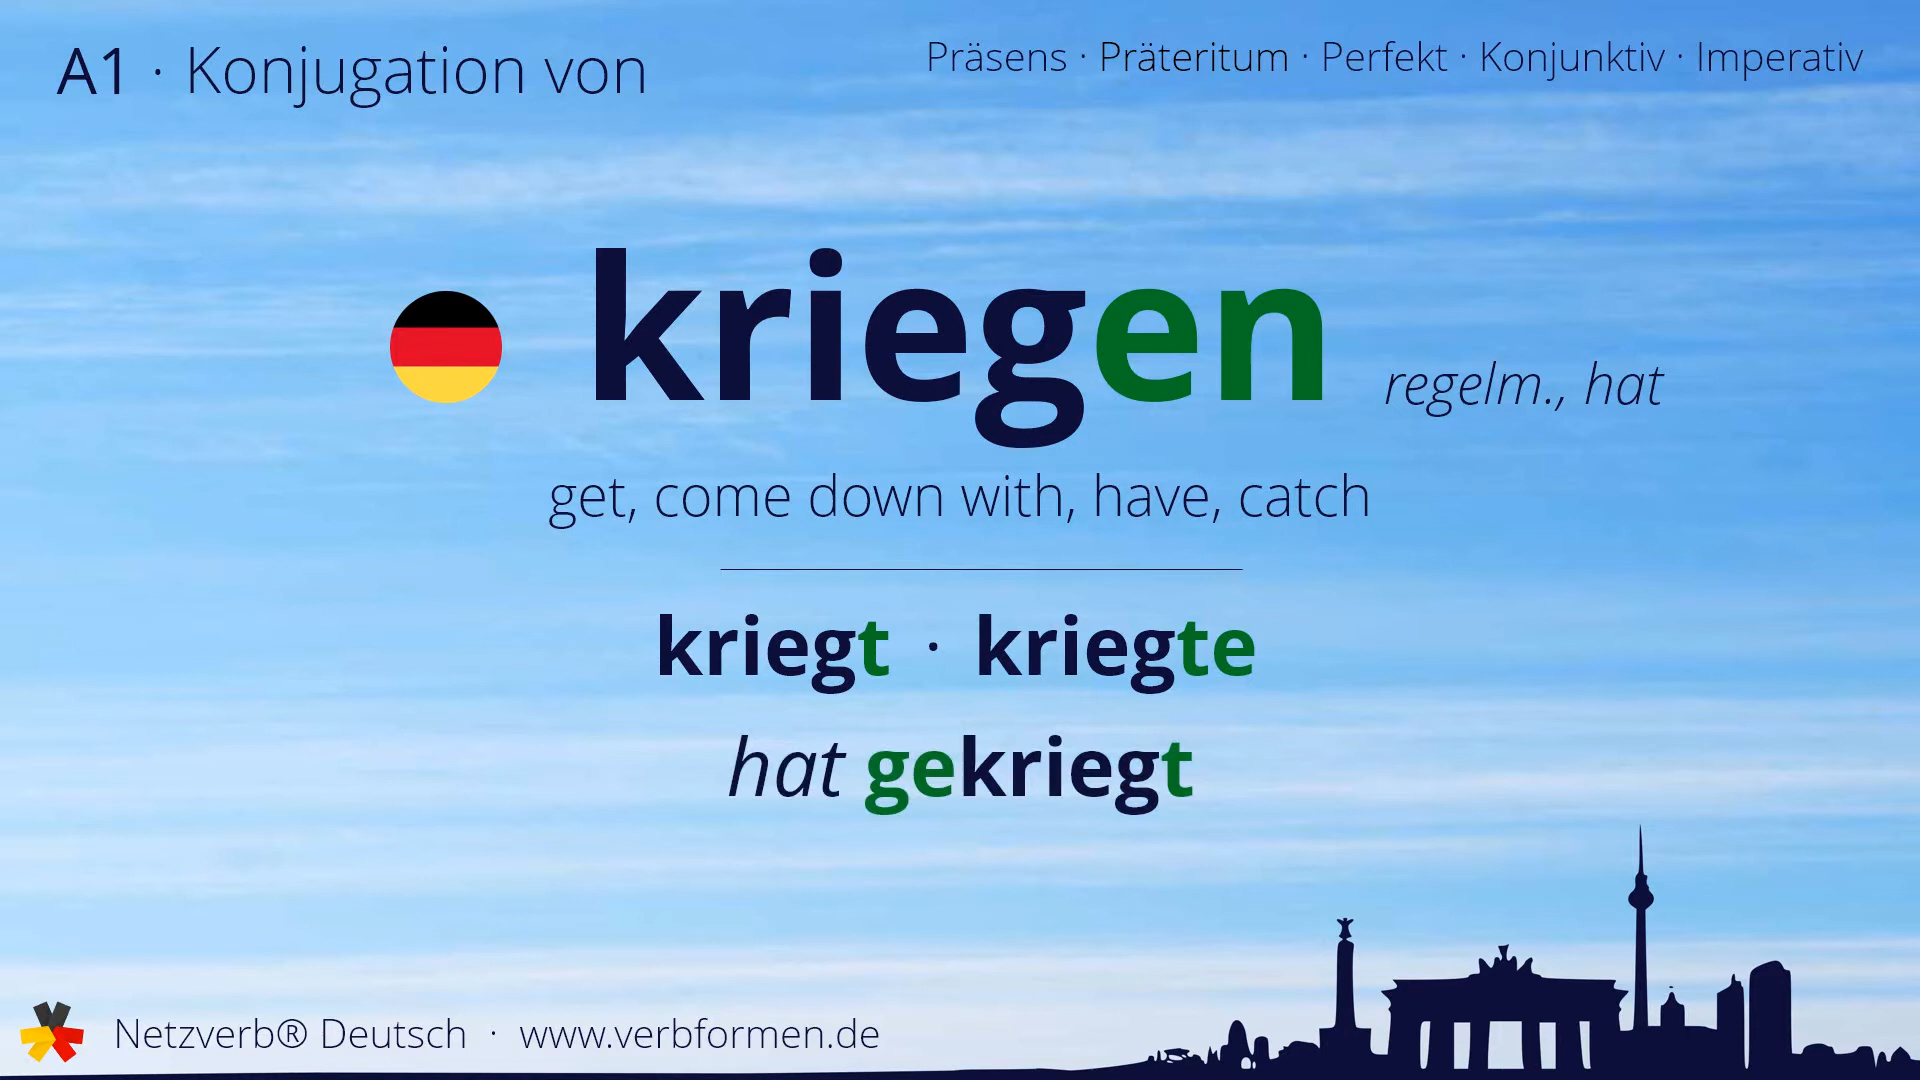 A1 · Konjugation von
Präsens · Präteritum · Perfekt · Konjunktiv · Imperativ
kriegen regelm., hat
get, come down with, have, catch
kriegt · kriegte
hat gekriegt
Netzverb® Deutsch · www.verbformen.de